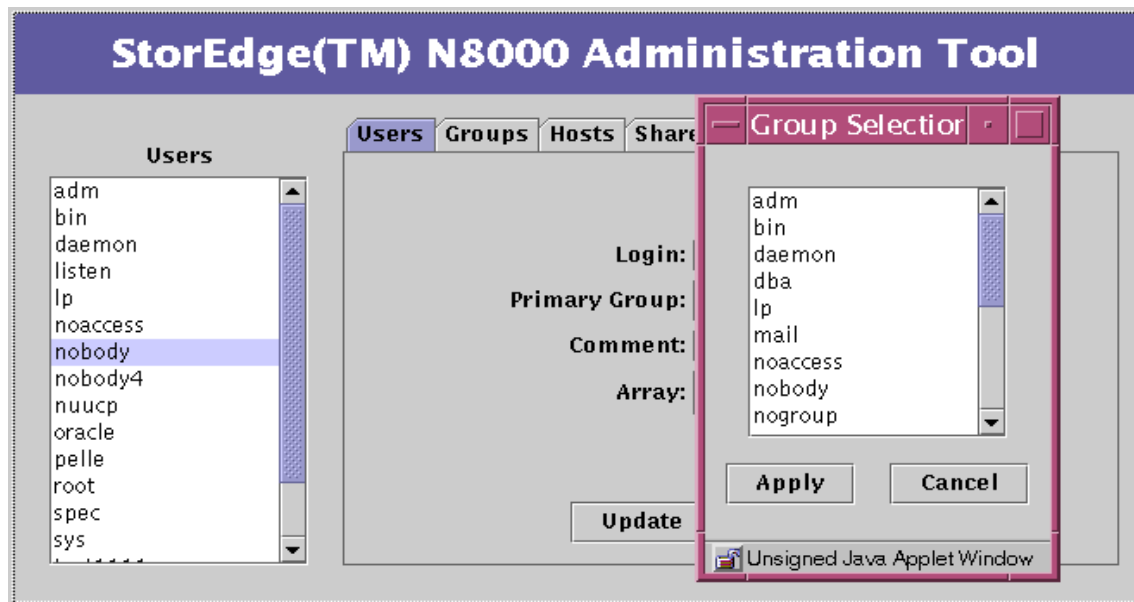 StorEdge(TM) N8000 Administration Tool
Users
adm
bin
daemon
listen
lp
noaccess
nobody
nobody4
nuucp
oracle
pelle
root
spec
sys
Users Groups Hosts Share
Login:
Primary Group:
Comment:
Array:
Update
Group Selection
adm
bin
daemon
dba
lp
mail
noaccess
nobody
nogroup
Apply Cancel
Unsigned Java Applet Window